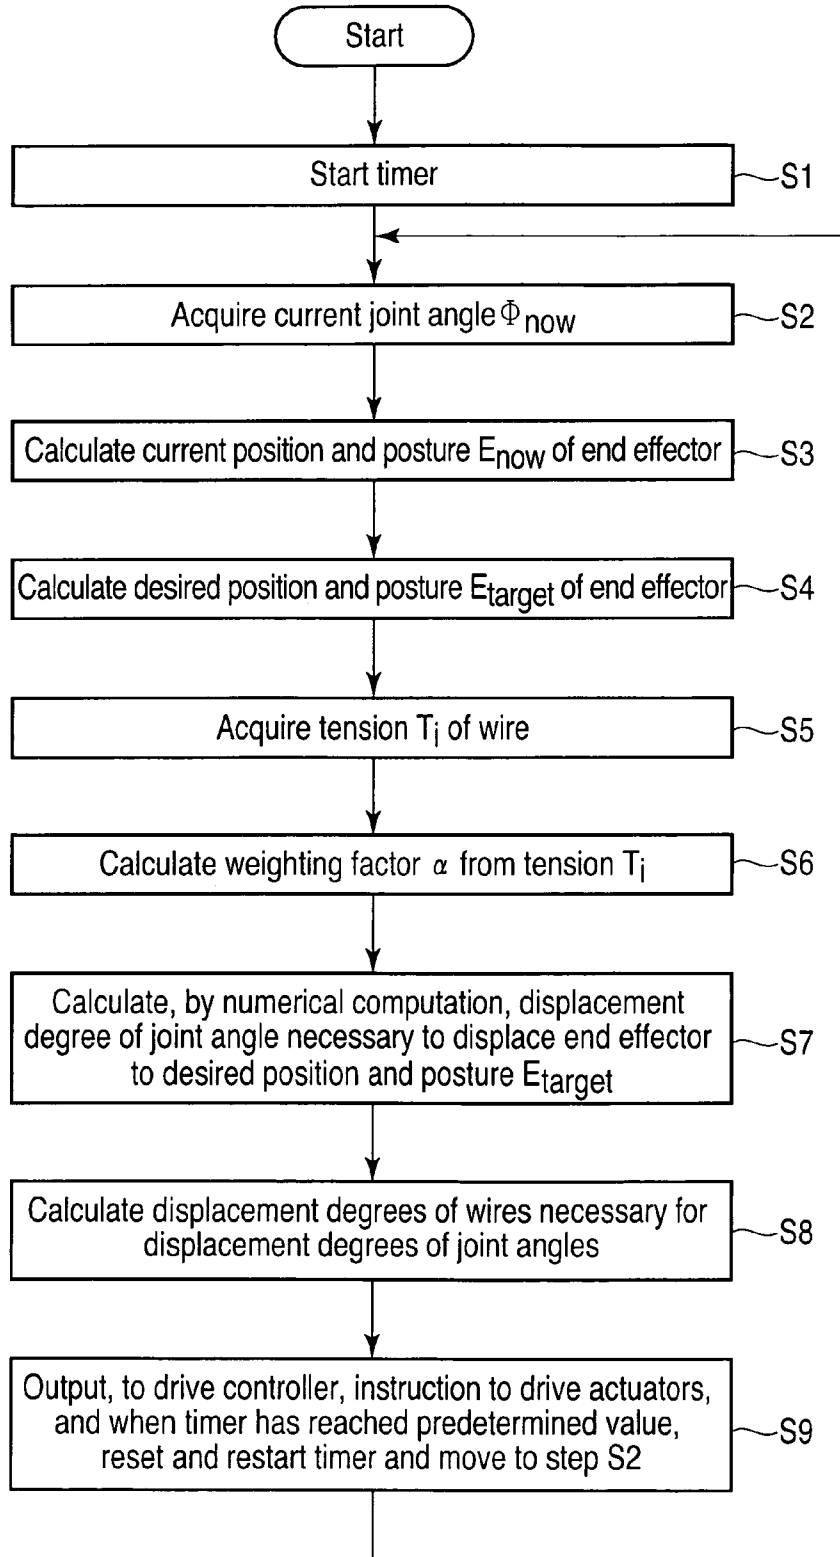 Start
Start timer
S1
Acquire current joint angle Φnow
S2
Calculate current position and posture Enow of end effector
S3
Calculate desired position and posture Etarget of end effector
S4
Acquire tension Ti of wire
S5
Calculate weighting factor α from tension Ti
S6
Calculate, by numerical computation, displacement
degree of joint angle necessary to displace end effector
to desired position and posture Etarget
S7
Calculate displacement degrees of wires necessary for
displacement degrees of joint angles
S8
Output, to drive controller, instruction to drive actuators,
and when timer has reached predetermined value,
reset and restart timer and move to step S2
S9